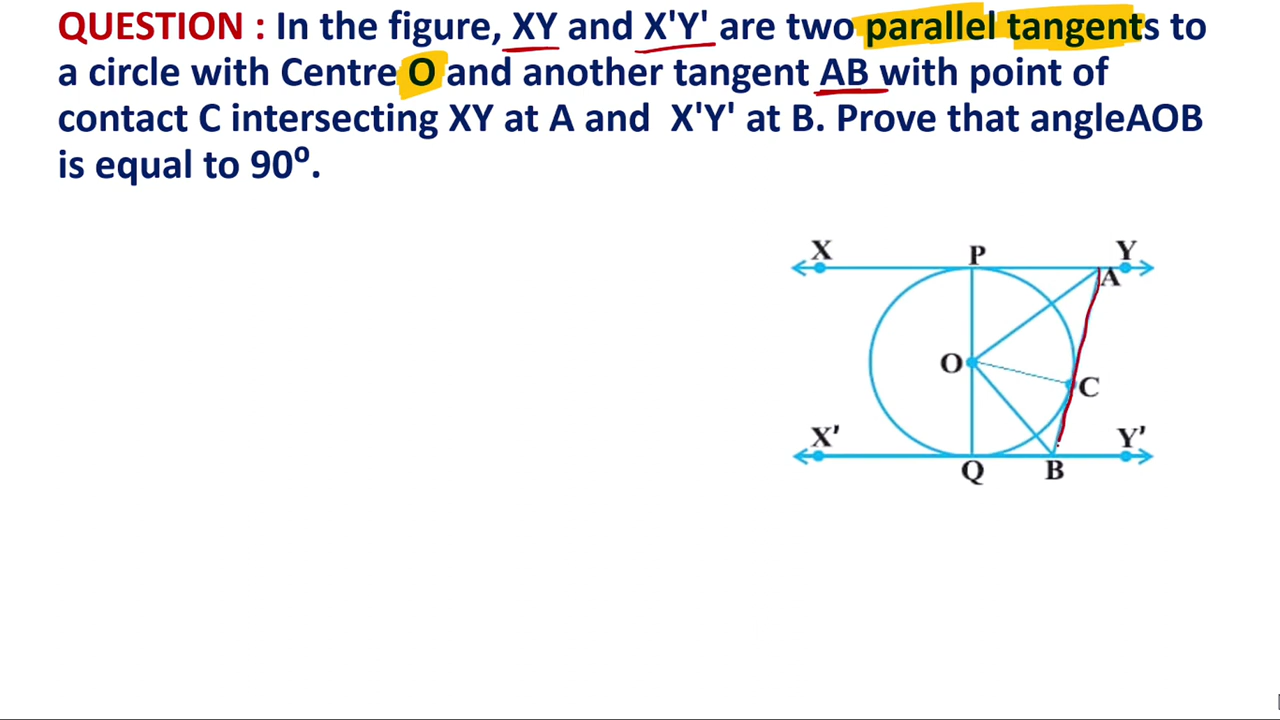 QUESTION : In the figure, XY and X'Y' are two parallel tangents to
a circle with Centre O and another tangent AB with point of
contact C intersecting XY at A and X'Y' at B. Prove that angleAOB
is equal to 90⁰.
X
P
Y
A
O
C
X'
Y'
Q
B